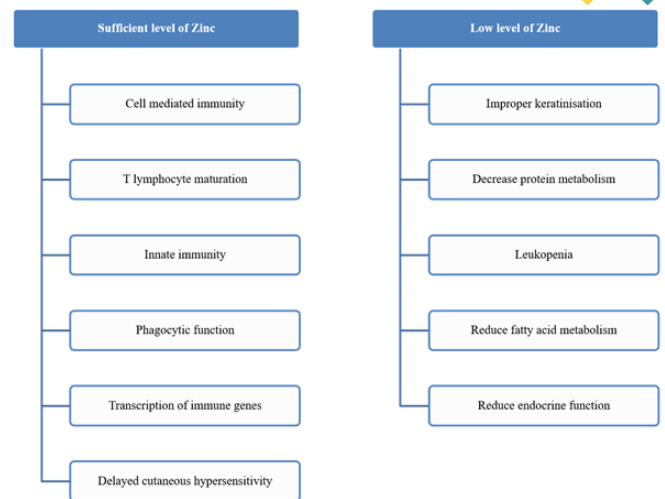 Sufficient level of Zinc
Cell mediated immunity
T lymphocyte maturation
Innate immunity
Phagocytic function
Transcription of immune genes
Delayed cutaneous hypersensitivity
Low level of Zinc
Improper keratinisation
Decrease protein metabolism
Leukopenia
Reduce fatty acid metabolism
Reduce endocrine function